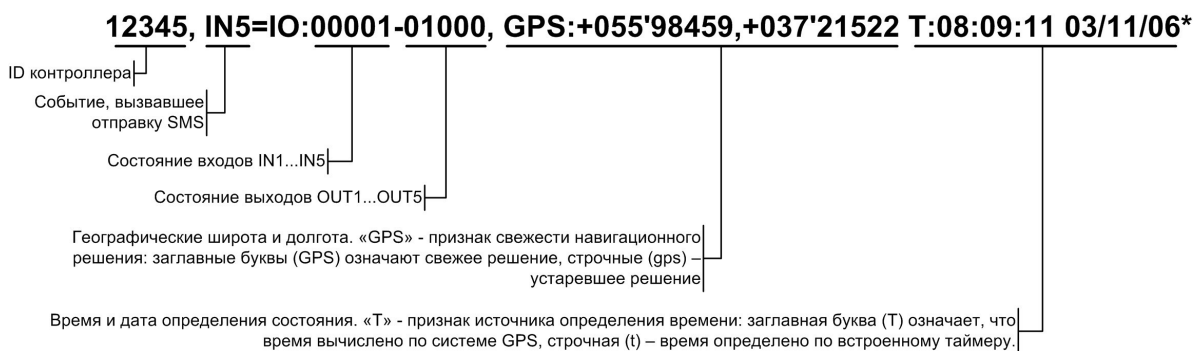 12345, IN5=IO:00001-01000, GPS:+055'98459,+037'21522 T:08:09:11 03/11/06*
ID контроллера
Событие, вызвавшее
отправку SMS
Состояние входов IN1...IN5
Состояние выходов OUT1...OUT5
Географические широта и долгота. «GPS» - признак свежести навигационного
решения: заглавные буквы (GPS) означают свежее решение, строчные (gps) –
устаревшее решение
Время и дата определения состояния. «Т» - признак источника определения времени: заглавная буква (Т) означает, что
время вычислено по системе GPS, строчная (t) – время определено по встроенному таймеру.